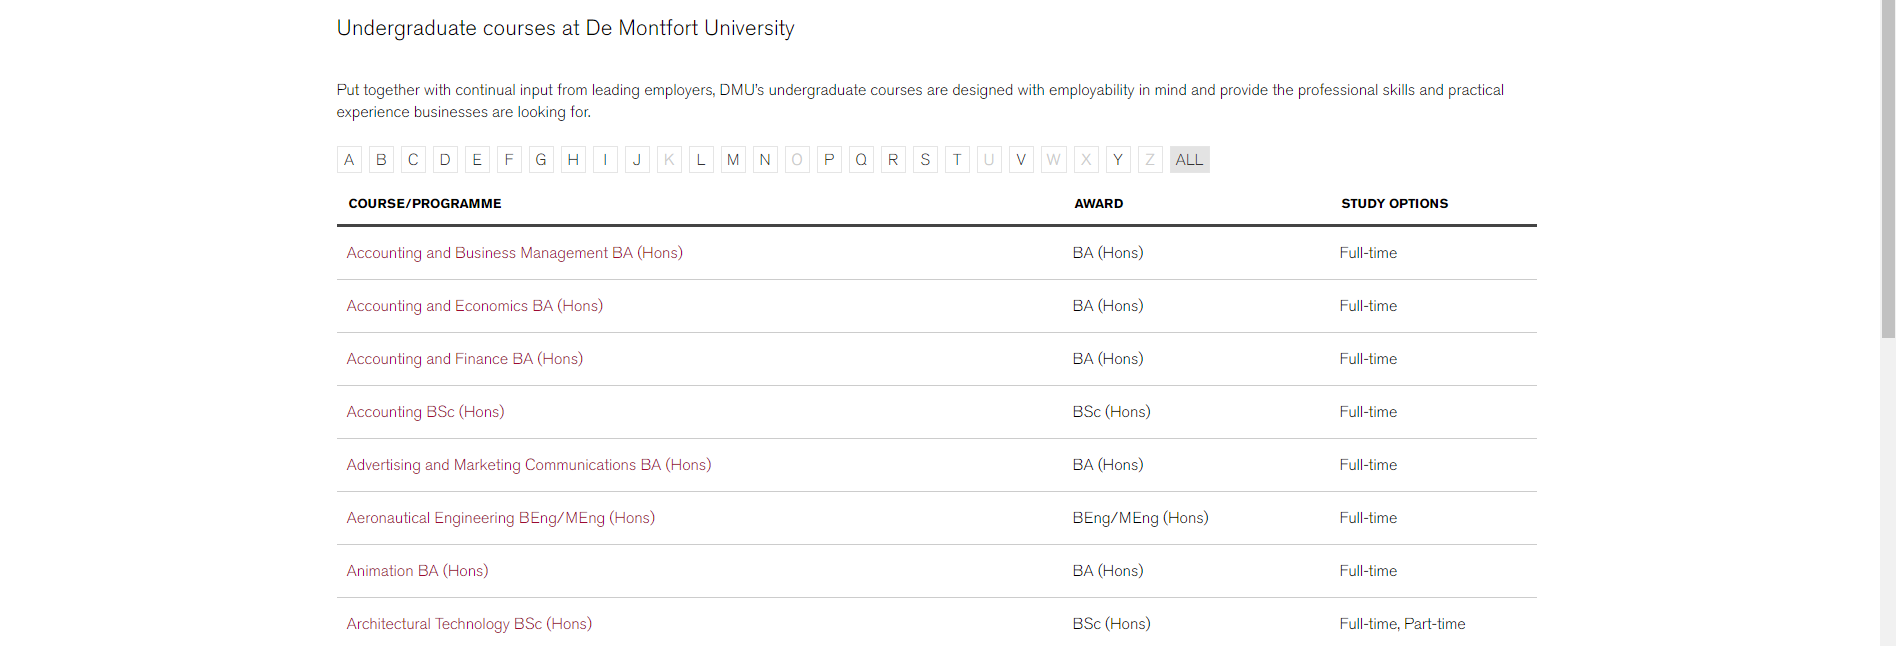 Undergraduate courses at De Montfort University
Put together with continual input from leading employers, DMU's undergraduate courses are designed with employability in mind and provide the professional skills and practical
experience businesses are looking for.
A B C D E F G H I J K L M N O P Q R S T U V W X Y Z ALL
COURSE/PROGRAMME AWARD STUDY OPTIONS
Accounting and Business Management BA (Hons) BA (Hons) Full-time
Accounting and Economics BA (Hons) BA (Hons) Full-time
Accounting and Finance BA (Hons) BA (Hons) Full-time
Accounting BSc (Hons) BSc (Hons) Full-time
Advertising and Marketing Communications BA (Hons) BA (Hons) Full-time
Aeronautical Engineering BEng/MEng (Hons) BEng/MEng (Hons) Full-time
Animation BA (Hons) BA (Hons) Full-time
Architectural Technology BSc (Hons) BSc (Hons) Full-time, Part-time